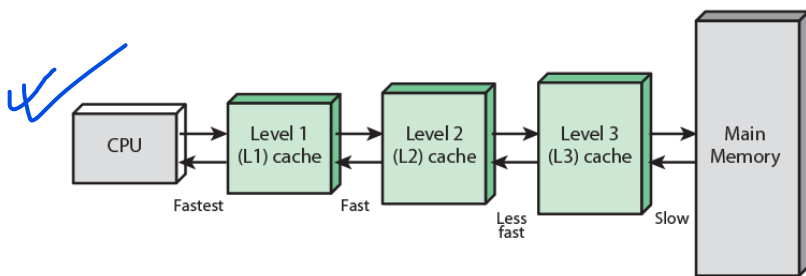 CPU
Level 1
(L1) cache
Level 2
(L2) cache
Level 3
(L3) cache
Main
Memory
Fastest
Fast
Less
fast
Slow